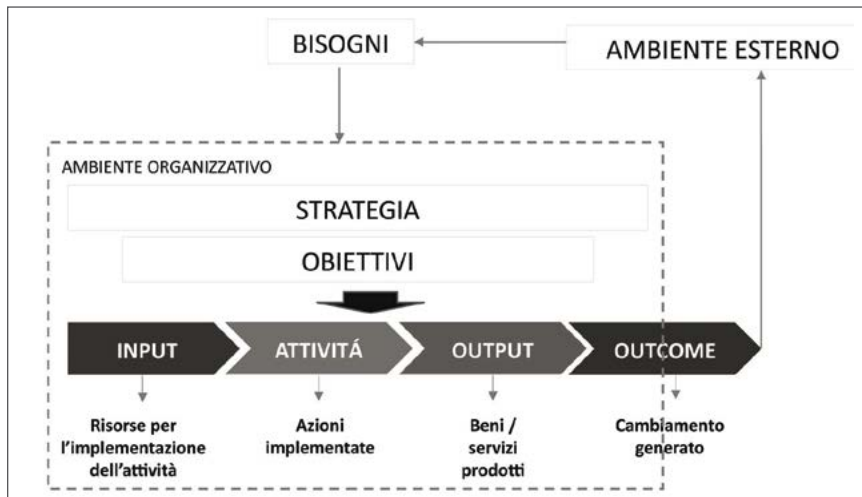 BISOGNI
AMBIENTE ESTERNO
AMBIENTE ORGANIZZATIVO
STRATEGIA
OBIETTIVI
INPUT
ATTIVITÁ
OUTPUT
OUTCOME
Risorse per
l'implementazione
dell'attività
Azioni
implementate
Beni /
servizi
prodotti
Cambiamento
generato